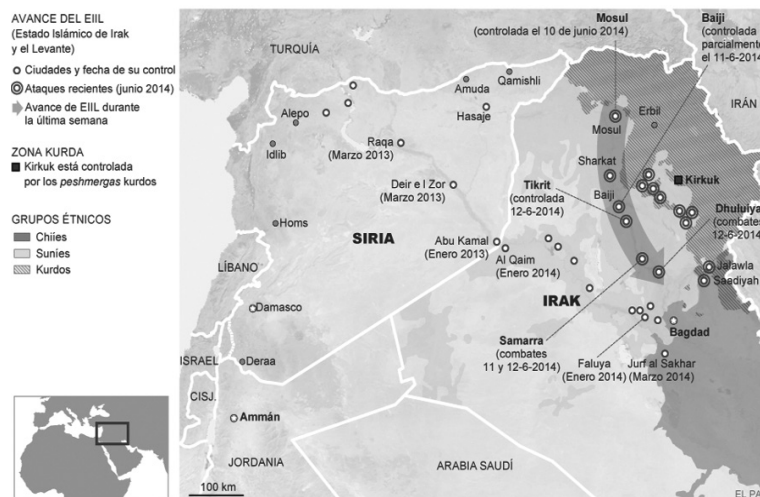 AVANCE DEL EIIL
(Estado Islámico de Irak
y el Levante)
Ciudades y fecha de su control
Ataques recientes (junio 2014)
Avance de EIIL durante
la última semana
ZONA KURDA
Kirkuk está controlada
por los peshmergas kurdos
GRUPOS ÉTNICOS
Chiíes
Suníes
Kurdos
TURQUÍA
Mosul
(controlada el 10 de junio 2014)
Baiji
(controlada
parcialmente
el 11-6-2014)
IRÁN
Alepo
Idlib
Amuda
Qamishli
Hasaje
Raqa
(Marzo 2013)
Deir e l Zor
(Marzo 2013)
Homs
SIRIA
Abu Kamal
(Enero 2013)
Al Qaim
(Enero 2014)
Mosul
Erbil
Sharkat
Kirkuk
Baiji
Tikrit
(controlada
12-6-2014)
Dhuluiya
(combates
12-6-2014)
Jalawla
Saadiyah
LÍBANO
Damasco
IRAK
Samarra
(combates
11 y 12-6-2014)
Bagdad
Faluya
(Enero 2014)
Jurf al Sakhar
(Marzo 2014)
ISRAEL
Deraa
CISJ.
Ammán
JORDANIA
ARABIA SAUDÍ
100 km
EL PA